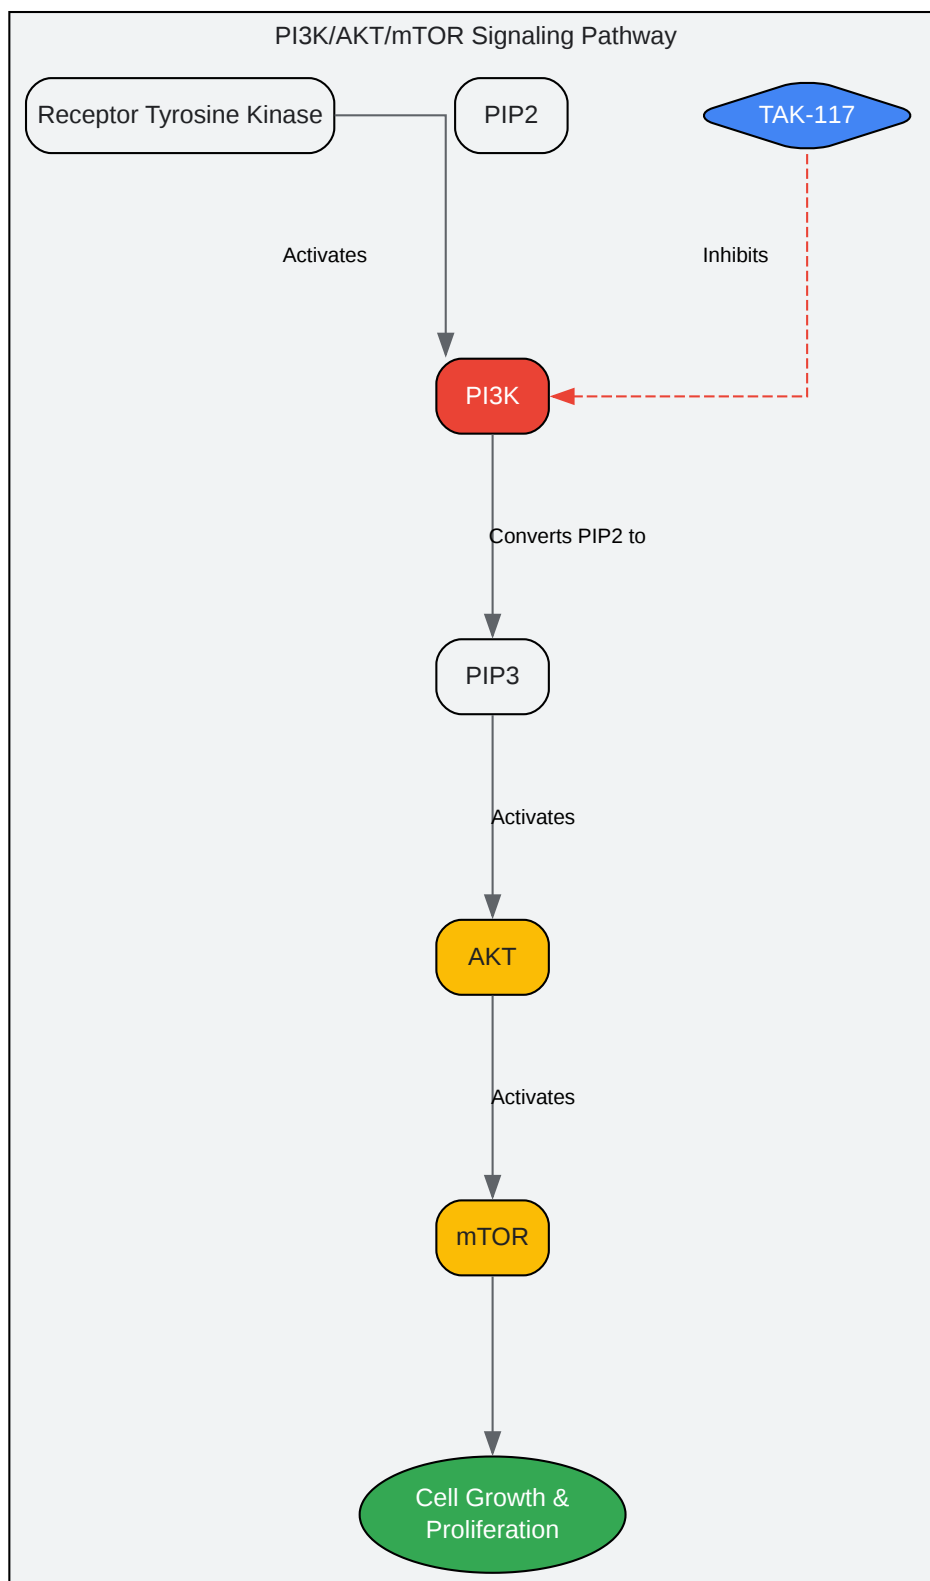 PI3K/AKT/mTOR Signaling Pathway
Receptor Tyrosine Kinase
PIP2
TAK-117
Activates
Inhibits
PI3K
Converts PIP2 to
PIP3
Activates
AKT
Activates
mTOR
Cell Growth &
Proliferation